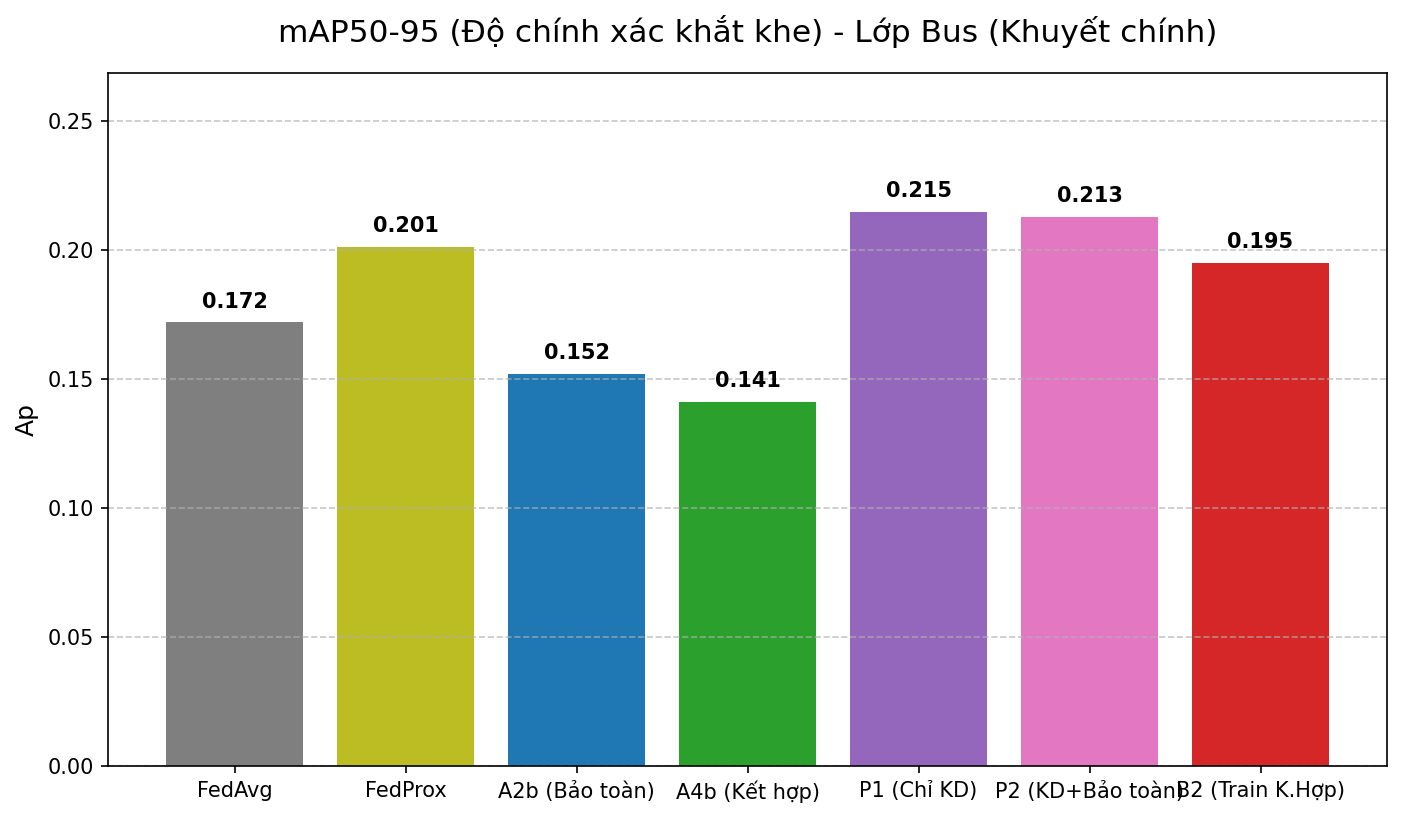 mAP50-95 (Độ chính xác khắt khe) - Lớp Bus (Khuyết chính)
0.25
0.20
0.15
0.10
0.05
0.00
Ap
0.172
0.201
0.152
0.141
0.215
0.213
0.195
FedAvg
FedProx
A2b (Bảo toàn)
A4b (Kết hợp)
P1 (Chỉ KD)
P2 (KD+Bảo toàn)
B2 (Train K.Hợp)